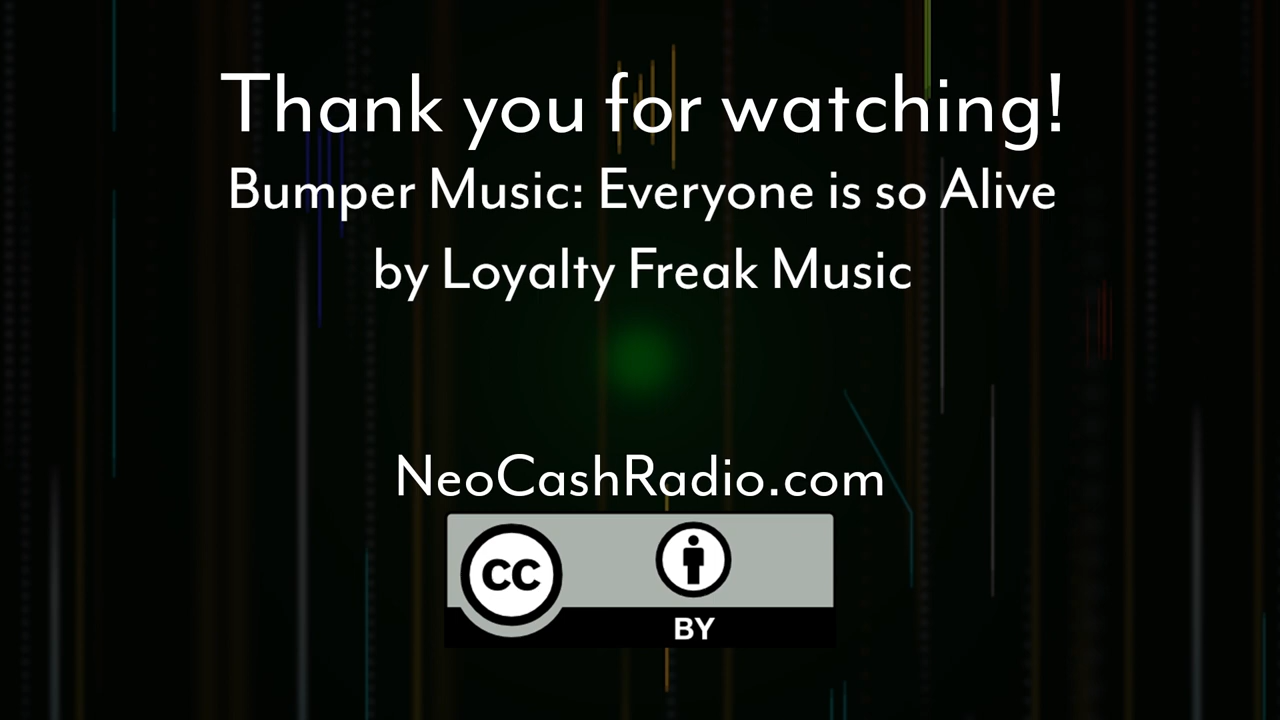 Thank you for watching!
Bumper Music: Everyone is so Alive
by Loyalty Freak Music
NeoCashRadio.com
CC
BY